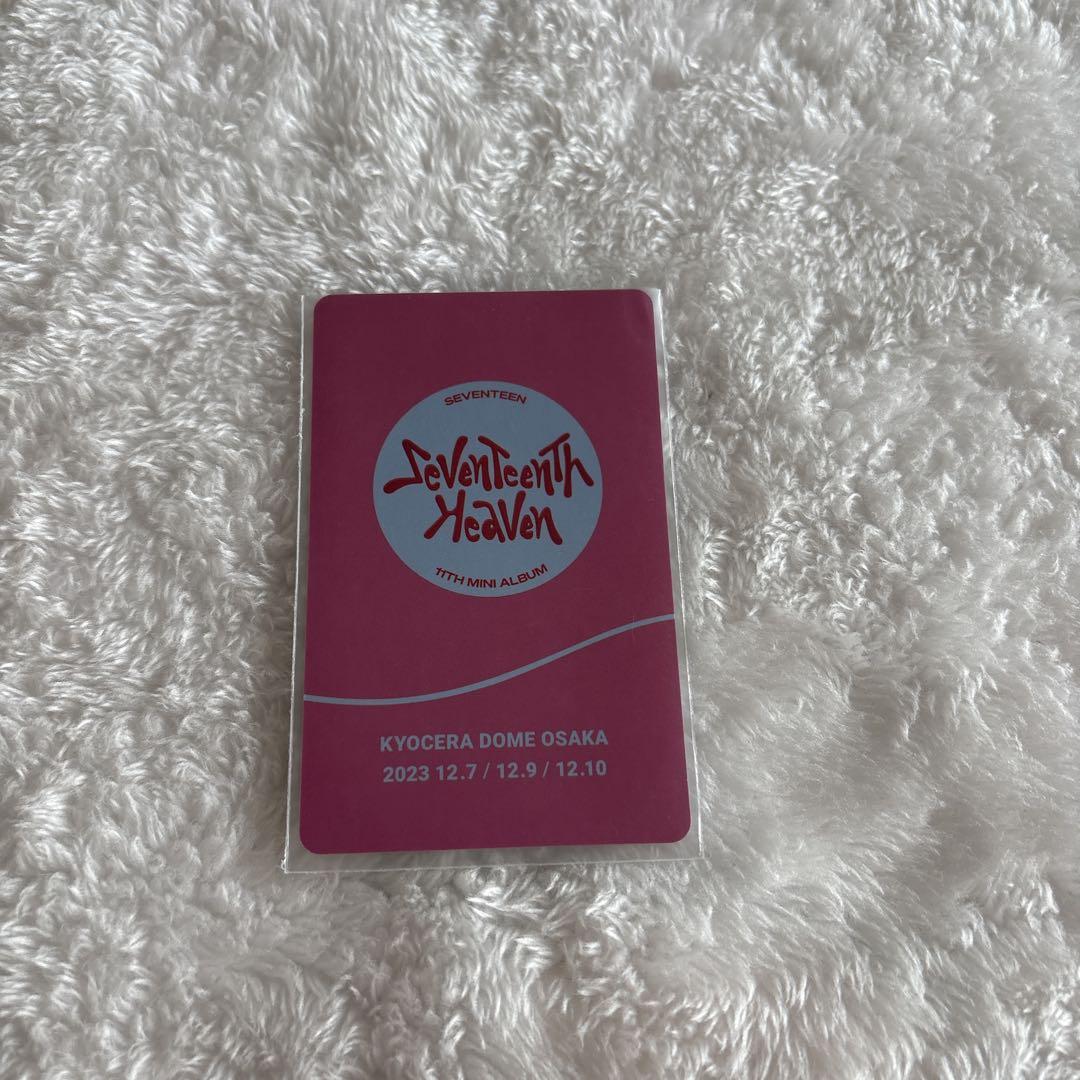 SEVENTEEN
SEVENTEENTH
HEAVEN
11TH MINI ALBUM
KYOCERA DOME OSAKA
2023 12.7 / 12.9 / 12.10